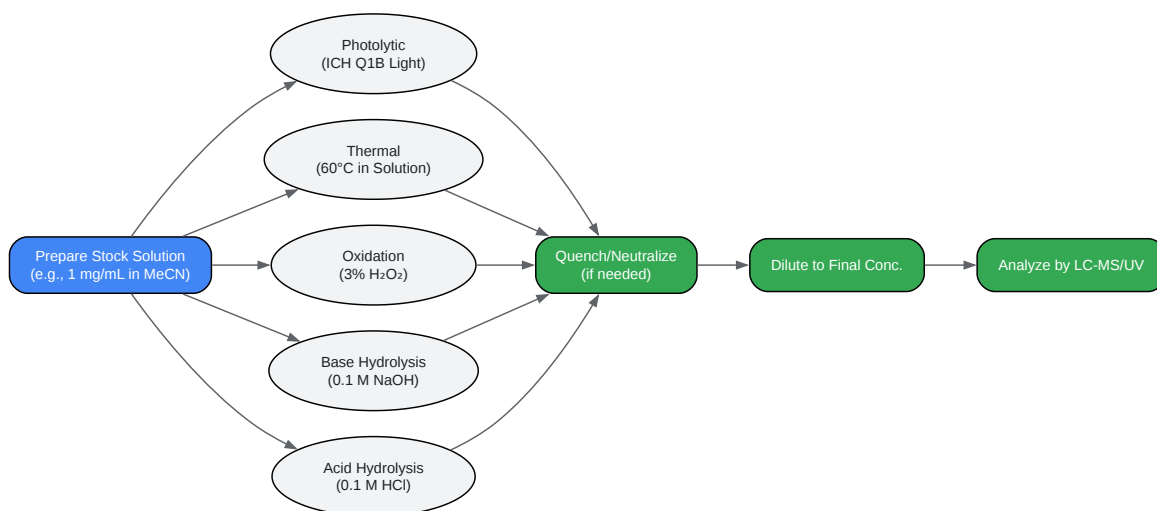 Photolytic
(ICH Q1B Light)
Thermal
(60°C in Solution)
Prepare Stock Solution
(e.g., 1 mg/mL in MeCN)
Oxidation
(3% H₂O₂)
Quench/Neutralize
(if needed)
Dilute to Final Conc.
Analyze by LC-MS/UV
Base Hydrolysis
(0.1 M NaOH)
Acid Hydrolysis
(0.1 M HCl)